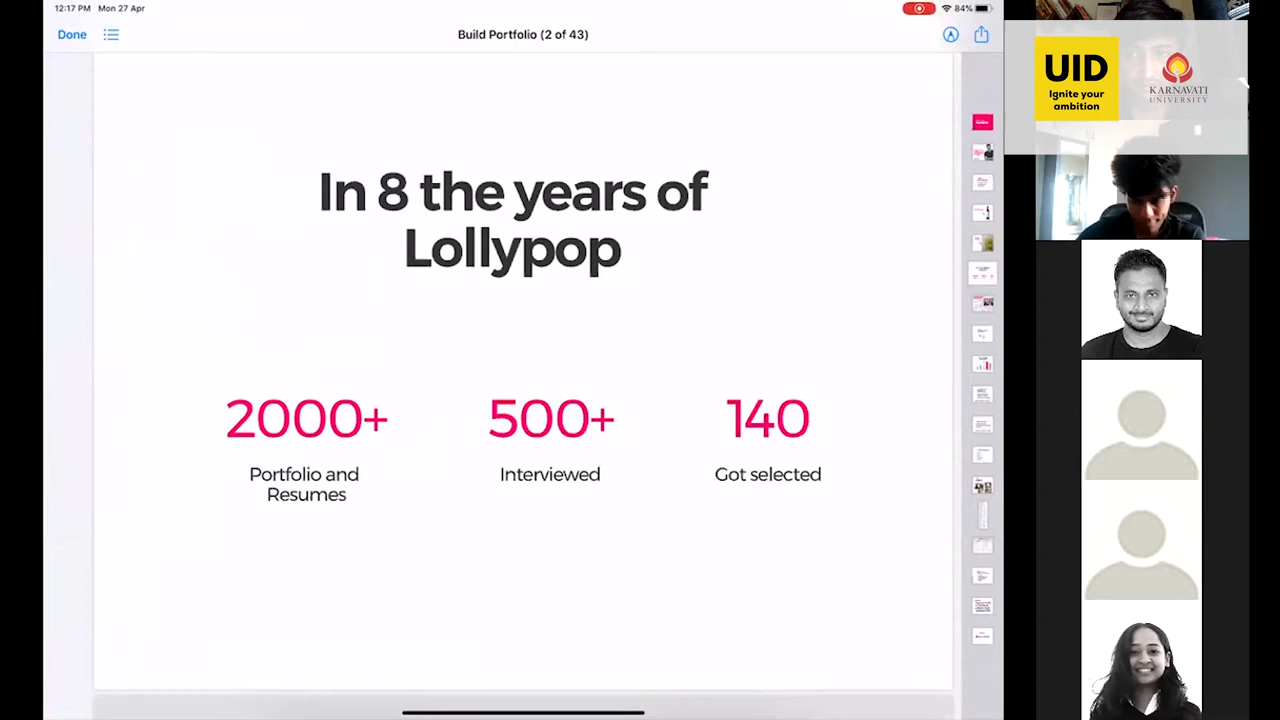 12:17 PM Mon 27 Apr
84%
Done
Build Portfolio (2 of 43)
In 8 the years of
Lollypop
2000+
Portfolio and
Resumes
500+
Interviewed
140
Got selected
UID
Ignite your
ambition
KARNAVATI
UNIVERSITY